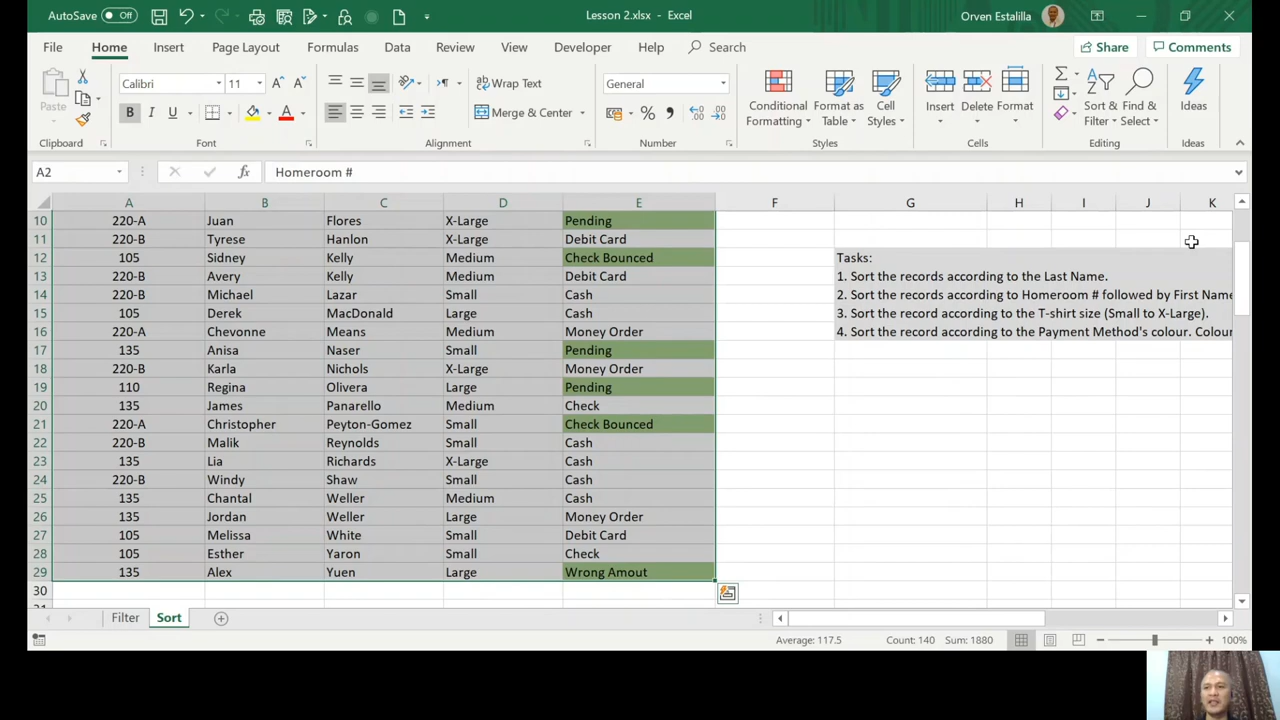 AutoSave Off Lesson 2.xlsx - Excel Orven Estalilla
File Home Insert Page Layout Formulas Data Review View Developer Help Search Share Comments
Paste Calibri 11 A A Wrap Text General Conditional Formatting Format as Table Cell Styles Insert Delete Format Sort & Filter Find & Select Ideas
B I U A Merge & Center $ % , 
Clipboard Font Alignment Number Styles Cells Editing Ideas
A2 fx Homeroom #
A B C D E F G H I J K
10 220-A Juan Flores X-Large Pending
11 220-B Tyrese Hanlon X-Large Debit Card
12 105 Sidney Kelly Medium Check Bounced Tasks:
13 220-B Avery Kelly Medium Debit Card 1. Sort the records according to the Last Name.
14 220-B Michael Lazar Small Cash 2. Sort the records according to Homeroom # followed by First Name
15 105 Derek MacDonald Large Cash 3. Sort the record according to the T-shirt size (Small to X-Large).
16 220-A Chevonne Means Medium Money Order 4. Sort the record according to the Payment Method's colour. Colour
17 135 Anisa Naser Small Pending
18 220-B Karla Nichols X-Large Money Order
19 110 Regina Olivera Large Pending
20 135 James Panarello Medium Check
21 220-A Christopher Peyton-Gomez Small Check Bounced
22 220-B Malik Reynolds Small Cash
23 135 Lia Richards X-Large Cash
24 220-B Windy Shaw Small Cash
25 135 Chantal Weller Medium Cash
26 135 Jordan Weller Large Money Order
27 105 Melissa White Small Debit Card
28 105 Esther Yaron Small Check
29 135 Alex Yuen Large Wrong Amout
30
Filter Sort
Average: 117.5 Count: 140 Sum: 1880 100%